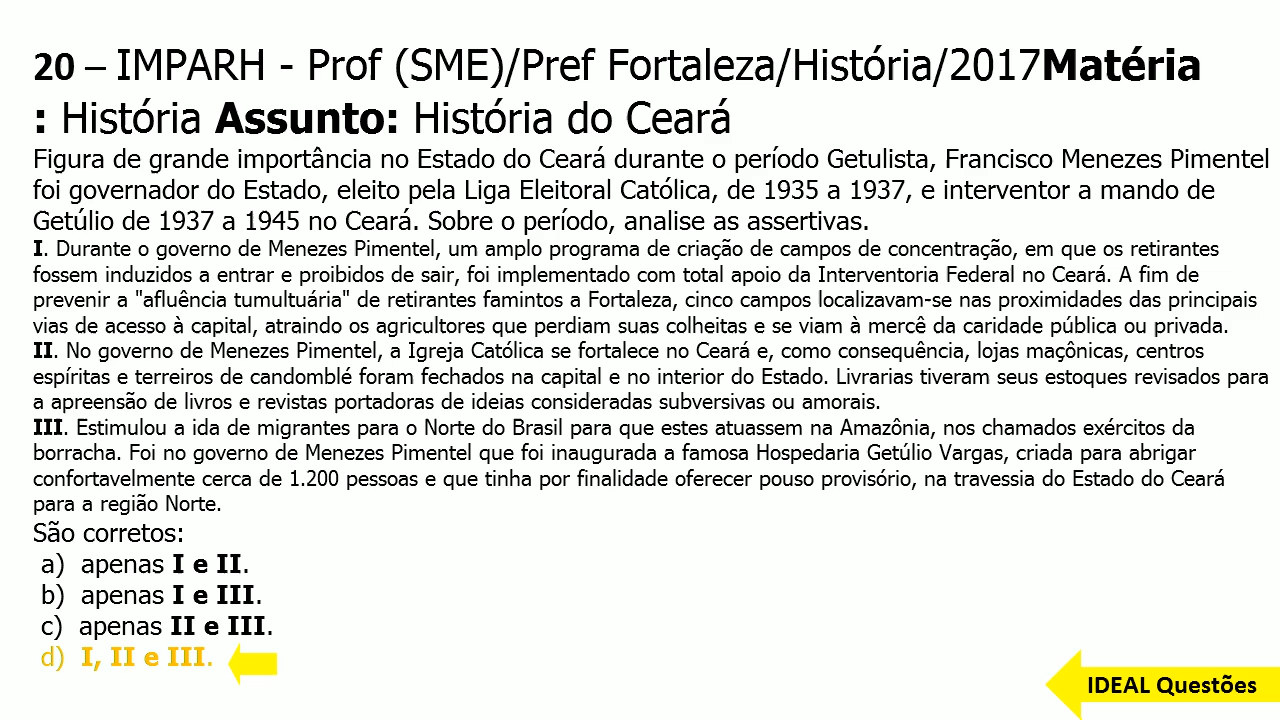 20 – IMPARH - Prof (SME)/Pref Fortaleza/História/2017Matéria
: História Assunto: História do Ceará
Figura de grande importância no Estado do Ceará durante o período Getulista, Francisco Menezes Pimentel
foi governador do Estado, eleito pela Liga Eleitoral Católica, de 1935 a 1937, e interventor a mando de
Getúlio de 1937 a 1945 no Ceará. Sobre o período, analise as assertivas.
I. Durante o governo de Menezes Pimentel, um amplo programa de criação de campos de concentração, em que os retirantes
fossem induzidos a entrar e proibidos de sair, foi implementado com total apoio da Interventoria Federal no Ceará. A fim de
prevenir a "afluência tumultuária" de retirantes famintos a Fortaleza, cinco campos localizavam-se nas proximidades das principais
vias de acesso à capital, atraindo os agricultores que perdiam suas colheitas e se viam à mercê da caridade pública ou privada.
II. No governo de Menezes Pimentel, a Igreja Católica se fortalece no Ceará e, como consequência, lojas maçônicas, centros
espíritas e terreiros de candomblé foram fechados na capital e no interior do Estado. Livrarias tiveram seus estoques revisados para
a apreensão de livros e revistas portadoras de ideias consideradas subversivas ou amorais.
III. Estimulou a ida de migrantes para o Norte do Brasil para que estes atuassem na Amazônia, nos chamados exércitos da
borracha. Foi no governo de Menezes Pimentel que foi inaugurada a famosa Hospedaria Getúlio Vargas, criada para abrigar
confortavelmente cerca de 1.200 pessoas e que tinha por finalidade oferecer pouso provisório, na travessia do Estado do Ceará
para a região Norte.
São corretos:
a) apenas I e II.
b) apenas I e III.
c) apenas II e III.
d) I, II e III.
IDEAL Questões